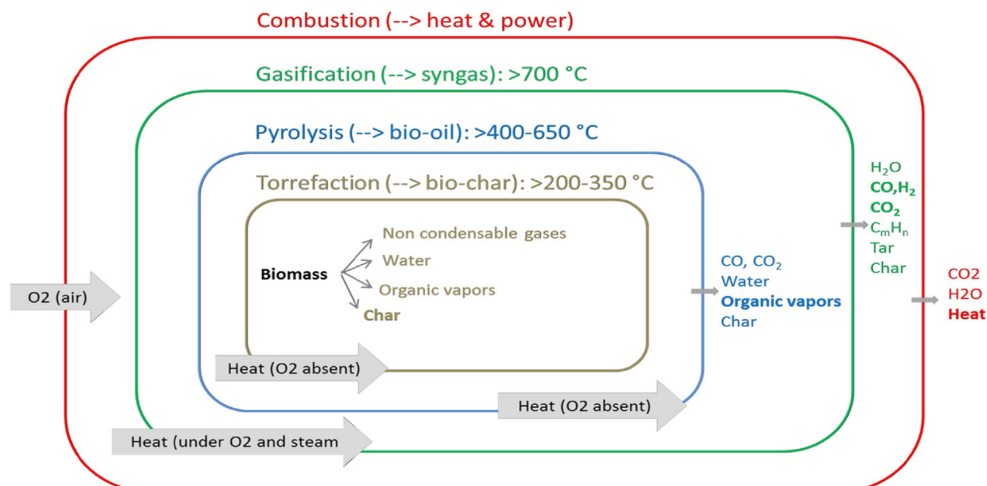 Combustion (--> heat & power)
Gasification (--> syngas): >700 °C
Pyrolysis (--> bio-oil): >400-650 °C
Torrefaction (--> bio-char): >200-350 °C
Biomass
Non condensable gases
Water
Organic vapors
Char
O2 (air)
Heat (O2 absent)
Heat (O2 absent)
Heat (under O2 and steam
CO, CO₂
Water
Organic vapors
Char
H₂O
CO,H₂
CO₂
CₘHₙ
Tar
Char
CO2
H2O
Heat